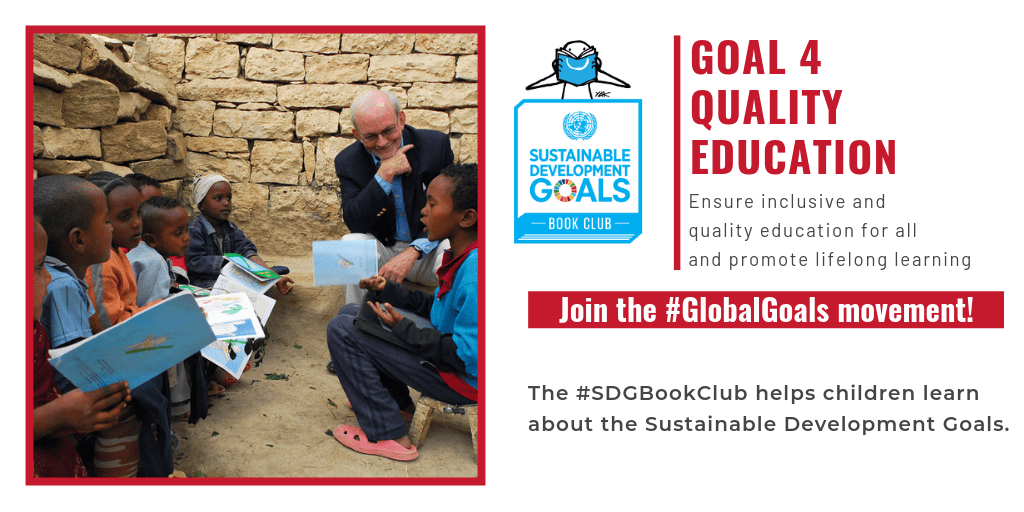 SUSTAINABLE
DEVELOPMENT
GOALS
BOOK CLUB
GOAL 4
QUALITY
EDUCATION
Ensure inclusive and
quality education for all
and promote lifelong learning
Join the #GlobalGoals movement!
The #SDGBookClub helps children learn
about the Sustainable Development Goals.